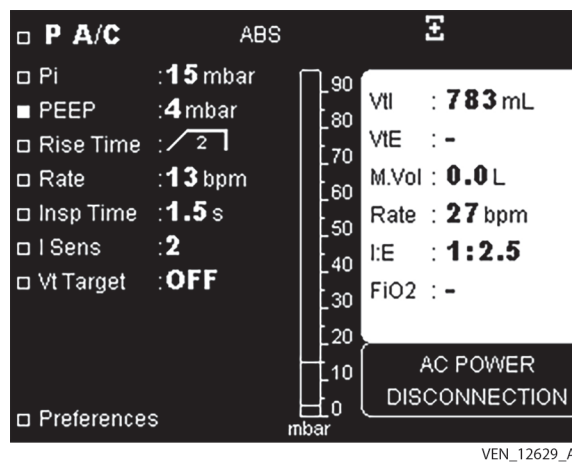 P A/C ABS
Pi :15 mbar
PEEP :4 mbar
Rise Time : 2
Rate :13 bpm
Insp Time :1.5 s
I Sens :2
Vt Target :OFF
Preferences
90
80
70
60
50
40
30
20
10
0
mbar
VtI : 783 mL
VtE : -
M.Vol : 0.0 L
Rate : 27 bpm
I:E : 1:2.5
FiO2 : -
AC POWER
DISCONNECTION
VEN_12629_A